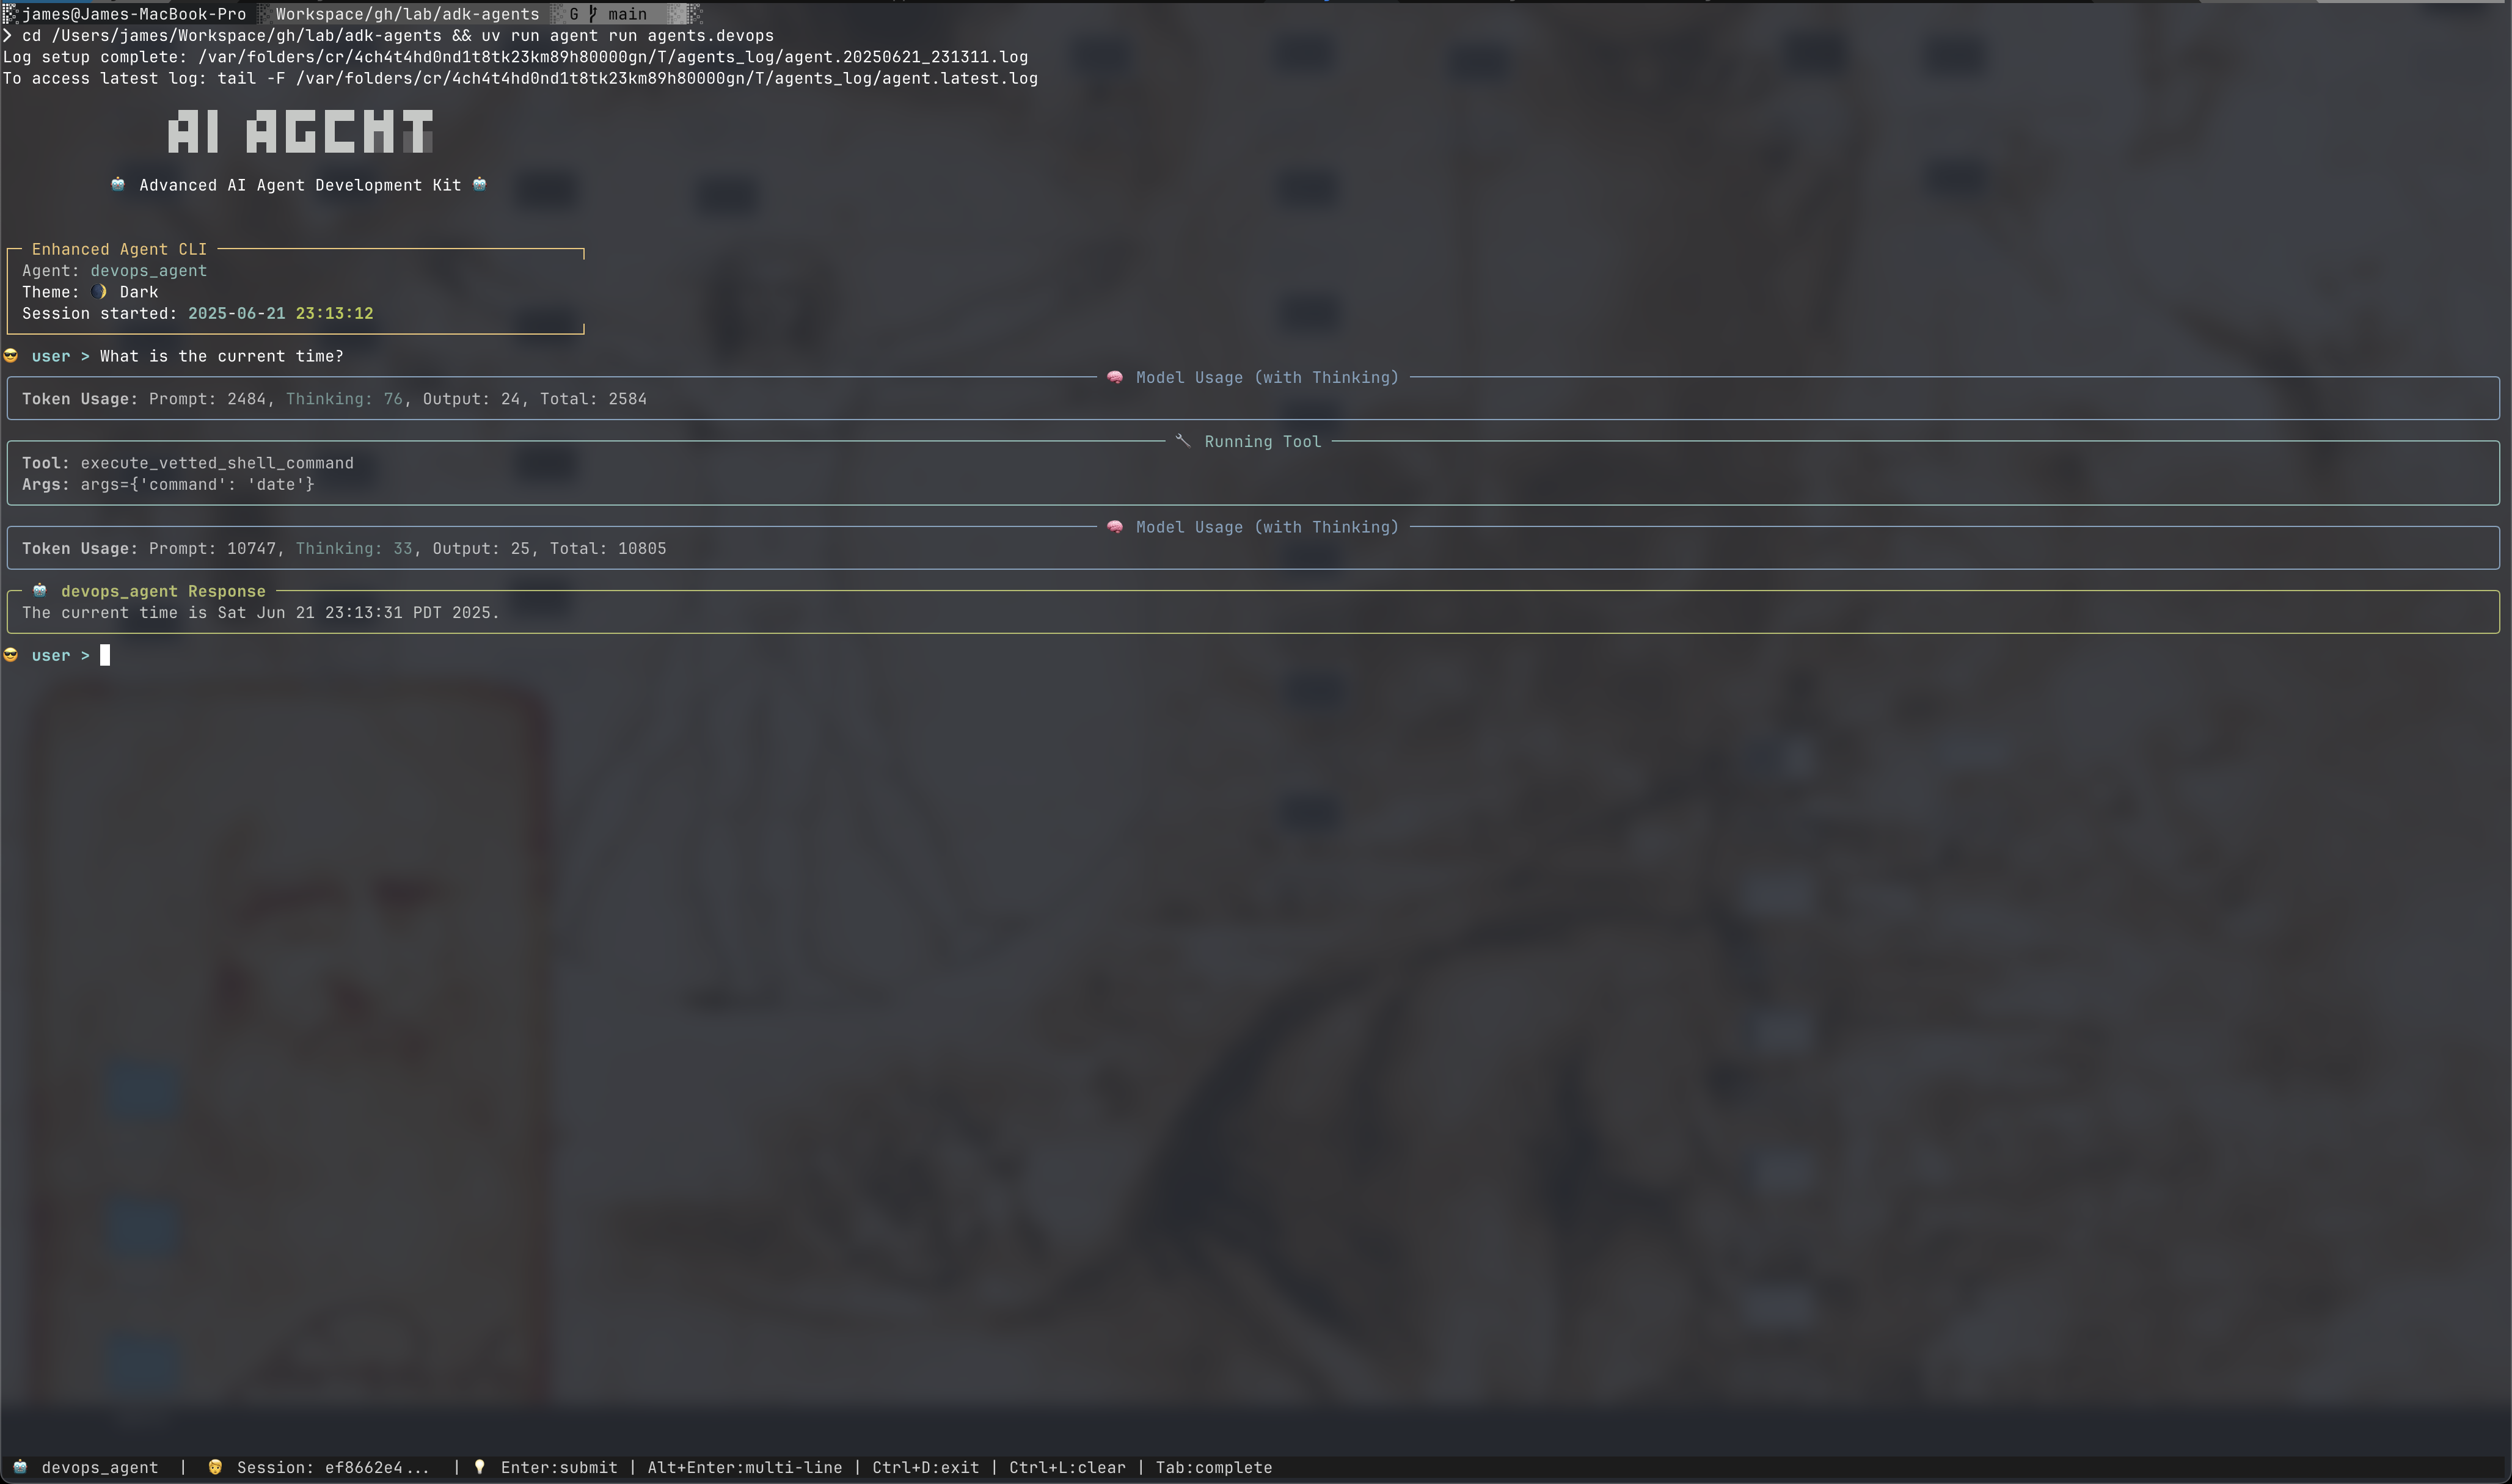 james@James-MacBook-Pro Workspace/gh/lab/adk-agents G main
❯ cd /Users/james/Workspace/gh/lab/adk-agents && uv run agent run agents.devops
Log setup complete: /var/folders/cr/4ch4t4hd0nd1t8tk23km89h80000gn/T/agents_log/agent.20250621_231311.log
To access latest log: tail -F /var/folders/cr/4ch4t4hd0nd1t8tk23km89h80000gn/T/agents_log/agent.latest.log
AI AGENT
🤖 Advanced AI Agent Development Kit 🤖
Enhanced Agent CLI
Agent: devops_agent
Theme: 🌒 Dark
Session started: 2025-06-21 23:13:12
😎 user > What is the current time?
🧠 Model Usage (with Thinking)
Token Usage: Prompt: 2484, Thinking: 76, Output: 24, Total: 2584
🔧 Running Tool
Tool: execute_vetted_shell_command
Args: args={'command': 'date'}
🧠 Model Usage (with Thinking)
Token Usage: Prompt: 10747, Thinking: 33, Output: 25, Total: 10805
🤖 devops_agent Response
The current time is Sat Jun 21 23:13:31 PDT 2025.
😎 user >
🤖 devops_agent | 🧑 Session: ef8662e4... | 💡 Enter:submit | Alt+Enter:multi-line | Ctrl+D:exit | Ctrl+L:clear | Tab:complete